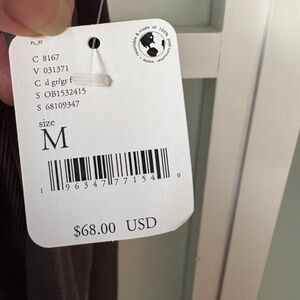 C 8167
V 031371
C d gr/gr f
S OB1532415
S 68109347
size
M
1 96347 77154 0
$68.00 USD